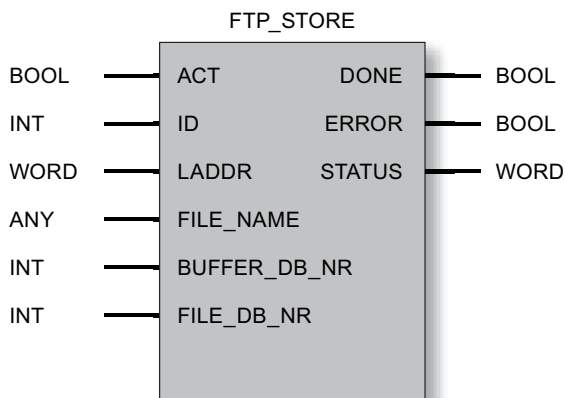 FTP_STORE
BOOL ACT DONE BOOL
INT ID ERROR BOOL
WORD LADDR STATUS WORD
ANY FILE_NAME
INT BUFFER_DB_NR
INT FILE_DB_NR